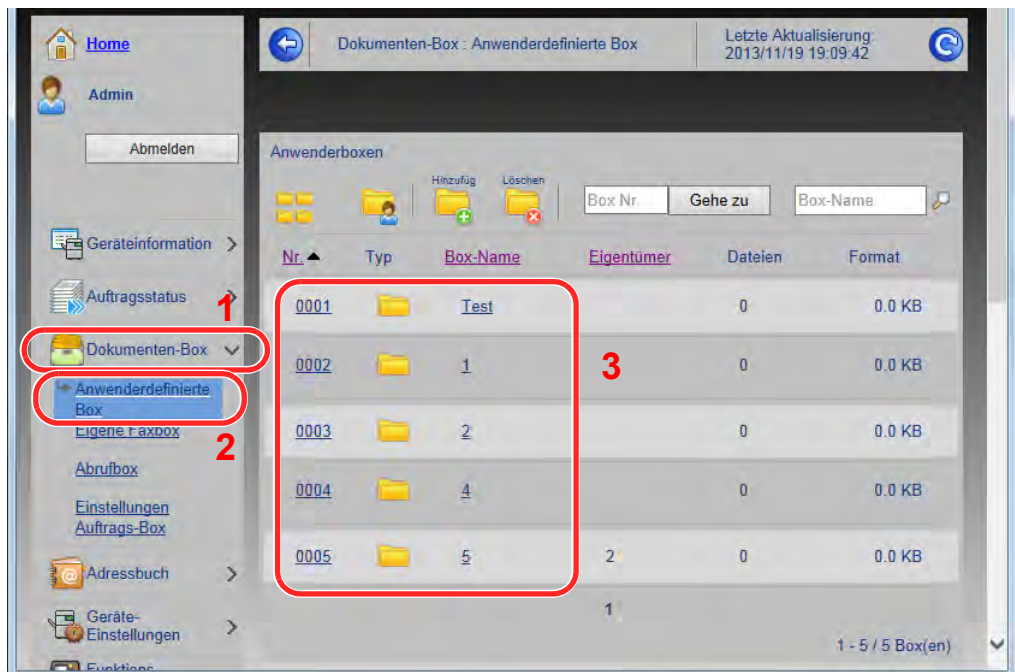 Home
Admin
Abmelden
Geräteinformation
Auftragsstatus
1
Dokumenten-Box
Anwenderdefinierte
Box
2
Eigene Faxbox
Abrufbox
Einstellungen
Auftrags-Box
Adressbuch
Geräte-
Einstellungen
Funktions
Dokumenten-Box : Anwenderdefinierte Box
Letzte Aktualisierung:
2013/11/19 19:09:42
Anwenderboxen
Hinzufüg Löschen
Box Nr. Gehe zu Box-Name
Nr. Typ Box-Name Eigentümer Dateien Format
0001 Test 0 0.0 KB
0002 1 0 0.0 KB
3
0003 2 0 0.0 KB
0004 4 0 0.0 KB
0005 5 2 0 0.0 KB
1
1 - 5 / 5 Box(en)